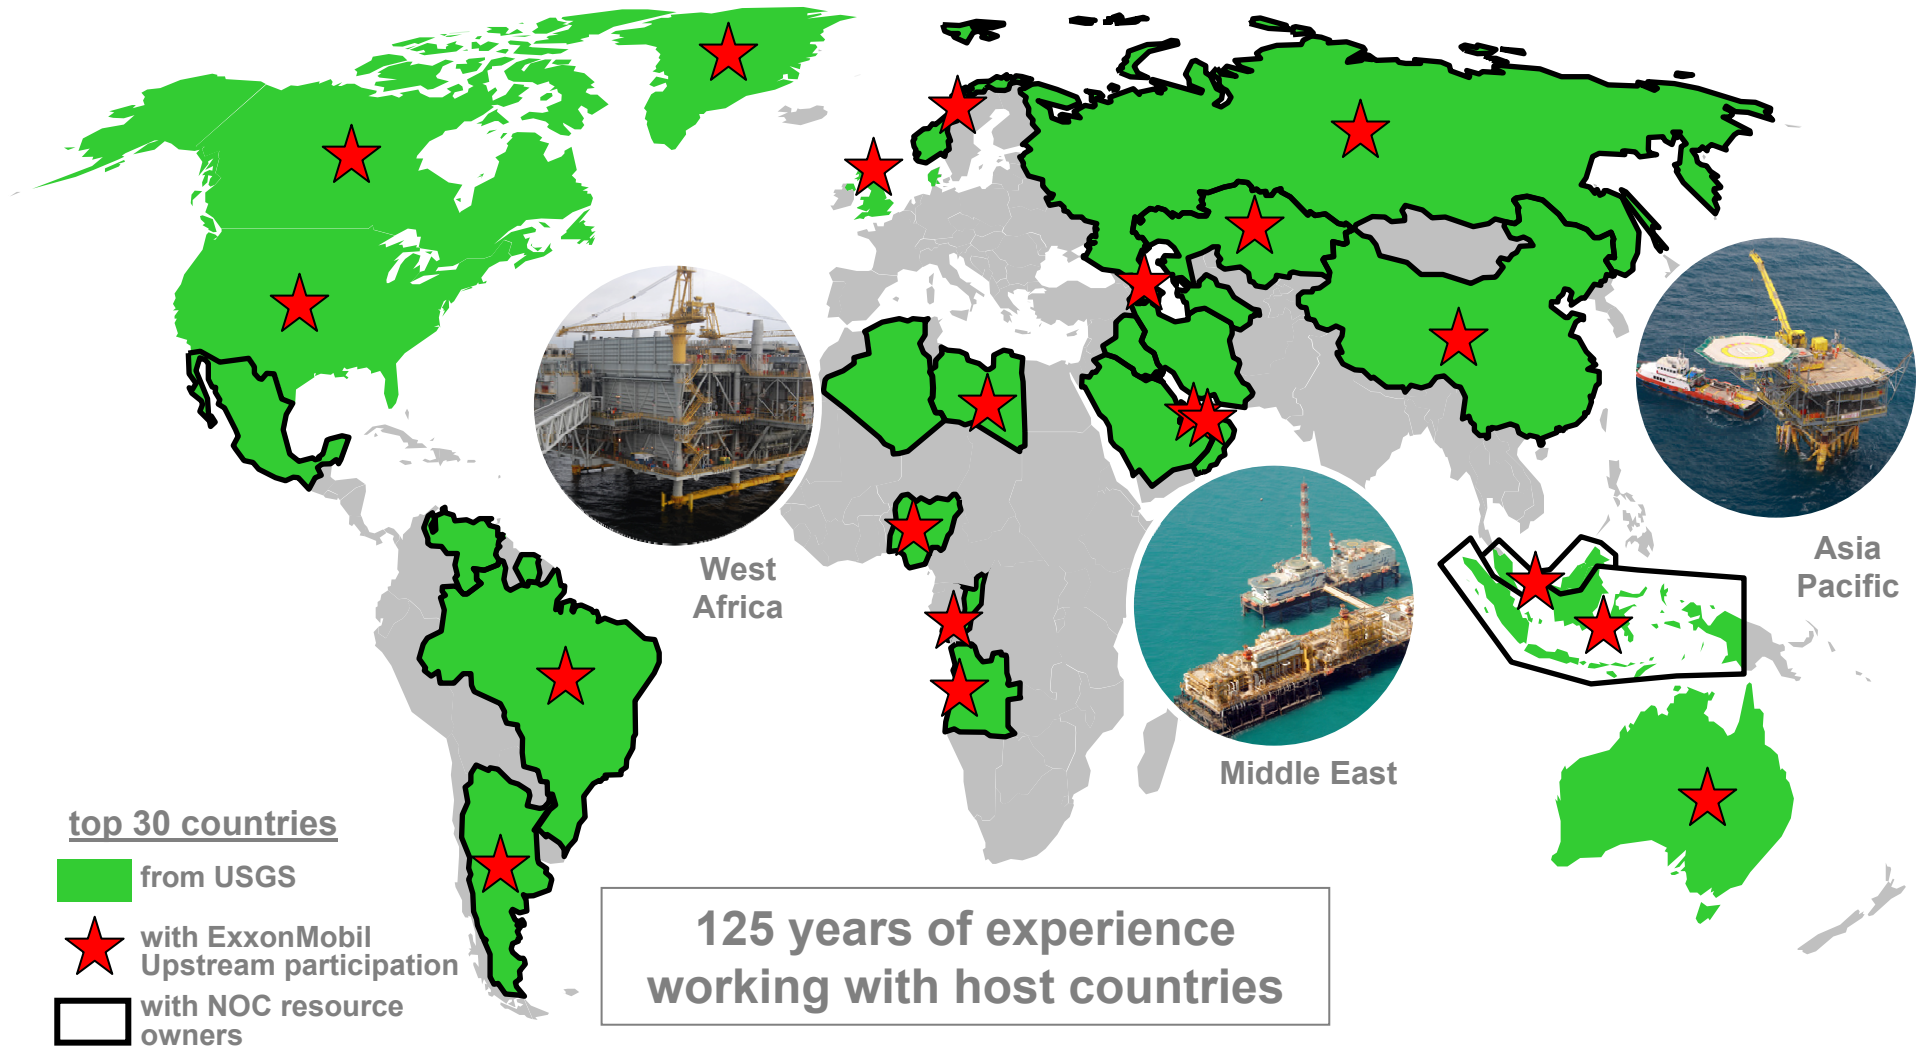 West
Africa
Asia
Pacific
Middle East
top 30 countries
from USGS
with ExxonMobil
Upstream participation
with NOC resource
owners
125 years of experience
working with host countries